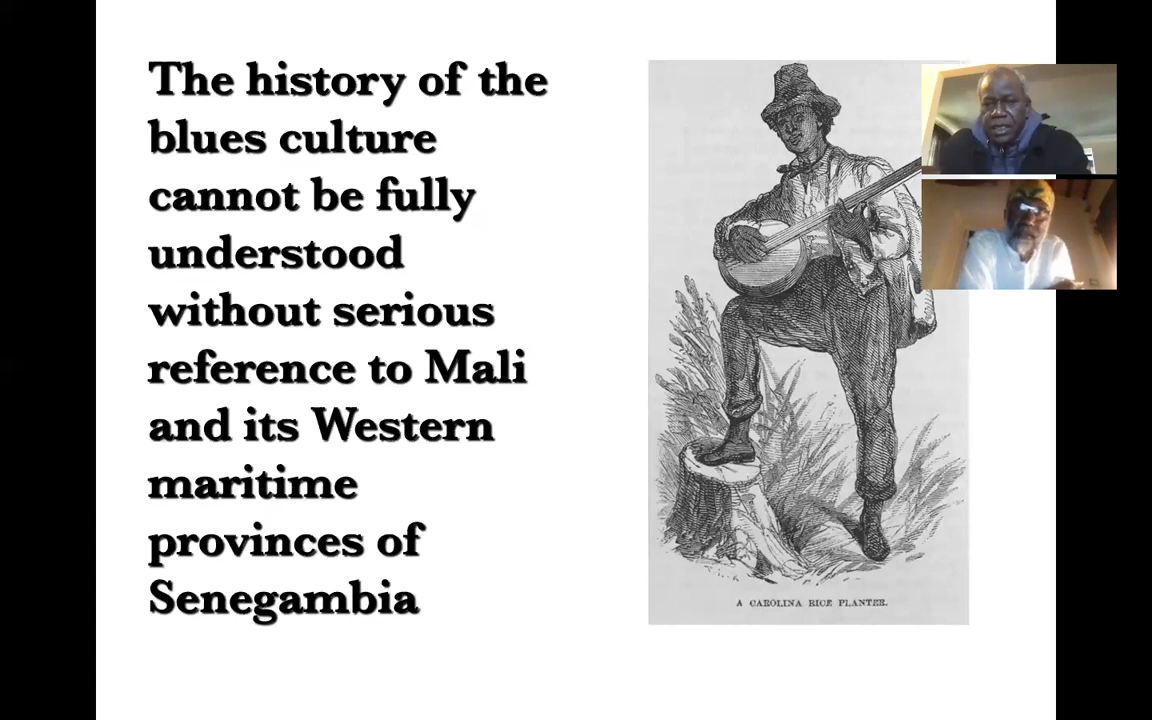 The history of the
blues culture
cannot be fully
understood
without serious
reference to Mali
and its Western
maritime
provinces of
Senegambia
A CAROLINA RICE PLANTER.